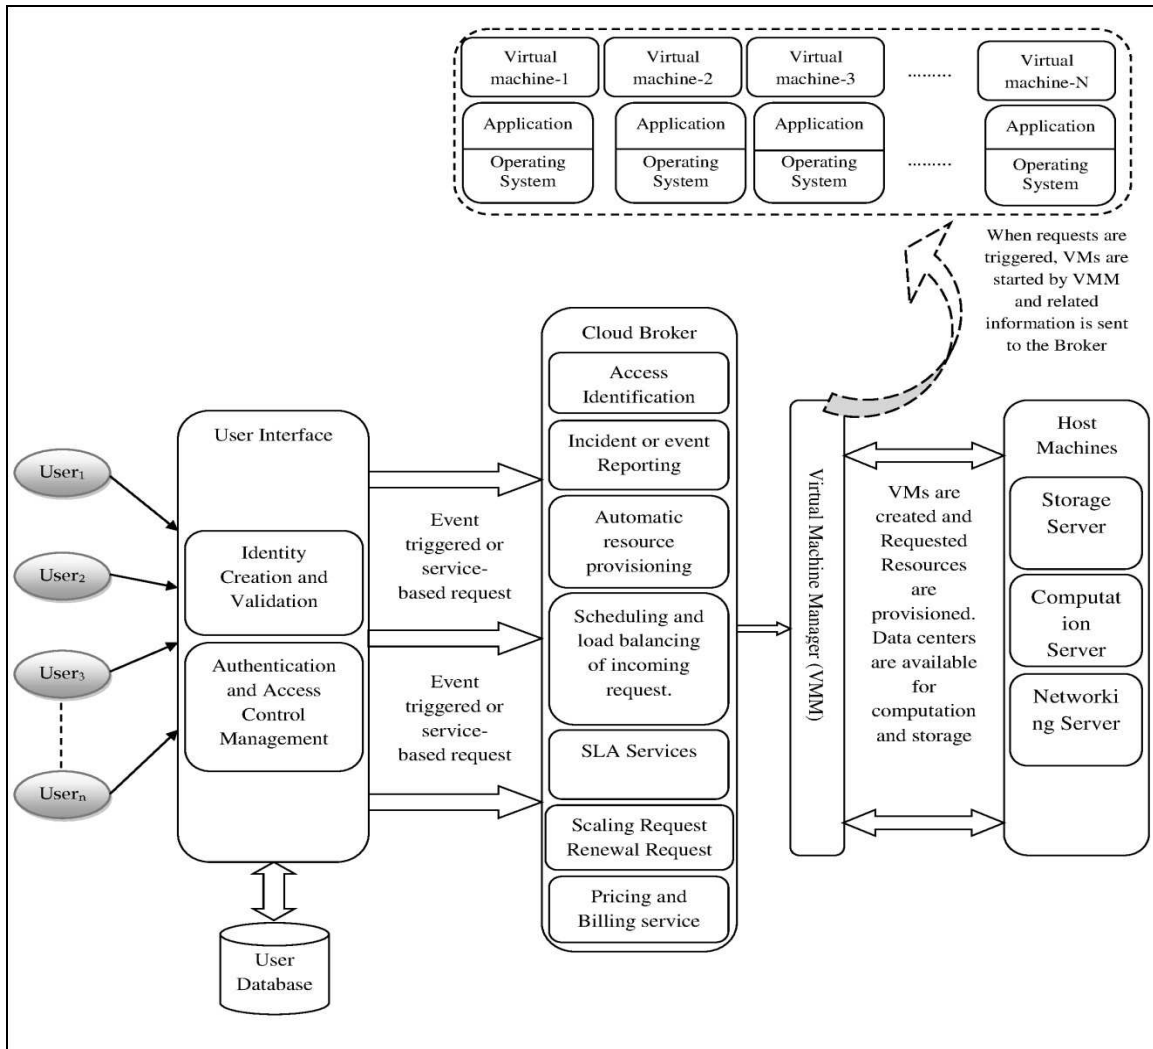 Virtual
machine-1
Virtual
machine-2
Virtual
machine-3
.........
Virtual
machine-N
Application
Operating
System
Application
Operating
System
Application
Operating
System
.........
Application
Operating
System
When requests are
triggered, VMs are
started by VMM
and related
information is sent
to the Broker
User₁
User₂
User₃
Userₙ
User Interface
Identity
Creation and
Validation
Authentication
and Access
Control
Management
User
Database
Event
triggered or
service-
based request
Event
triggered or
service-
based request
Cloud Broker
Access
Identification
Incident or event
Reporting
Automatic
resource
provisioning
Scheduling and
load balancing
of incoming
request.
SLA Services
Scaling Request
Renewal Request
Pricing and
Billing service
Virtual Machine Manager (VMM)
VMs are
created and
Requested
Resources
are
provisioned.
Data centers
are available
for
computation
and storage
Host
Machines
Storage
Server
Computat
ion Server
Networki
ng Server